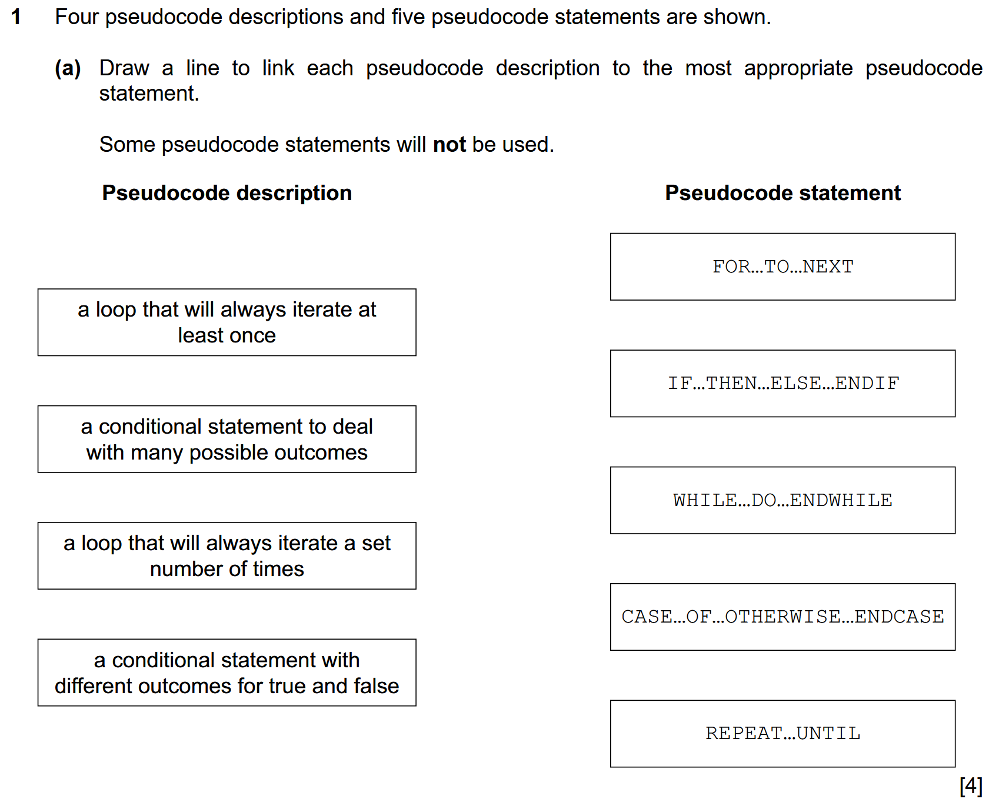 1 Four pseudocode descriptions and five pseudocode statements are shown.
(a) Draw a line to link each pseudocode description to the most appropriate pseudocode
statement.
Some pseudocode statements will not be used.
Pseudocode description
Pseudocode statement
FOR…TO…NEXT
a loop that will always iterate at
least once
IF…THEN…ELSE…ENDIF
a conditional statement to deal
with many possible outcomes
WHILE…DO…ENDWHILE
a loop that will always iterate a set
number of times
CASE…OF…OTHERWISE…ENDCASE
a conditional statement with
different outcomes for true and false
REPEAT…UNTIL
[4]